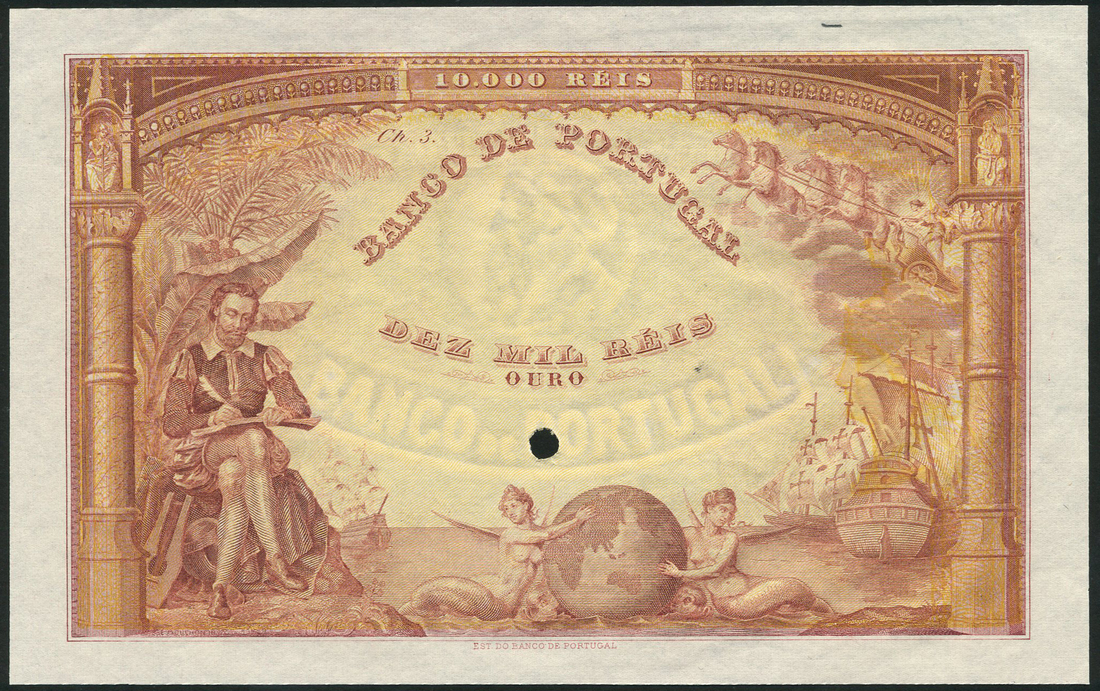 10.000 RÉIS
Ch. 3.
BANCO DE PORTUGAL
DEZ MIL RÉIS
OURO
BANCO DE PORTUGAL
EST DO BANCO DE PORTUGAL